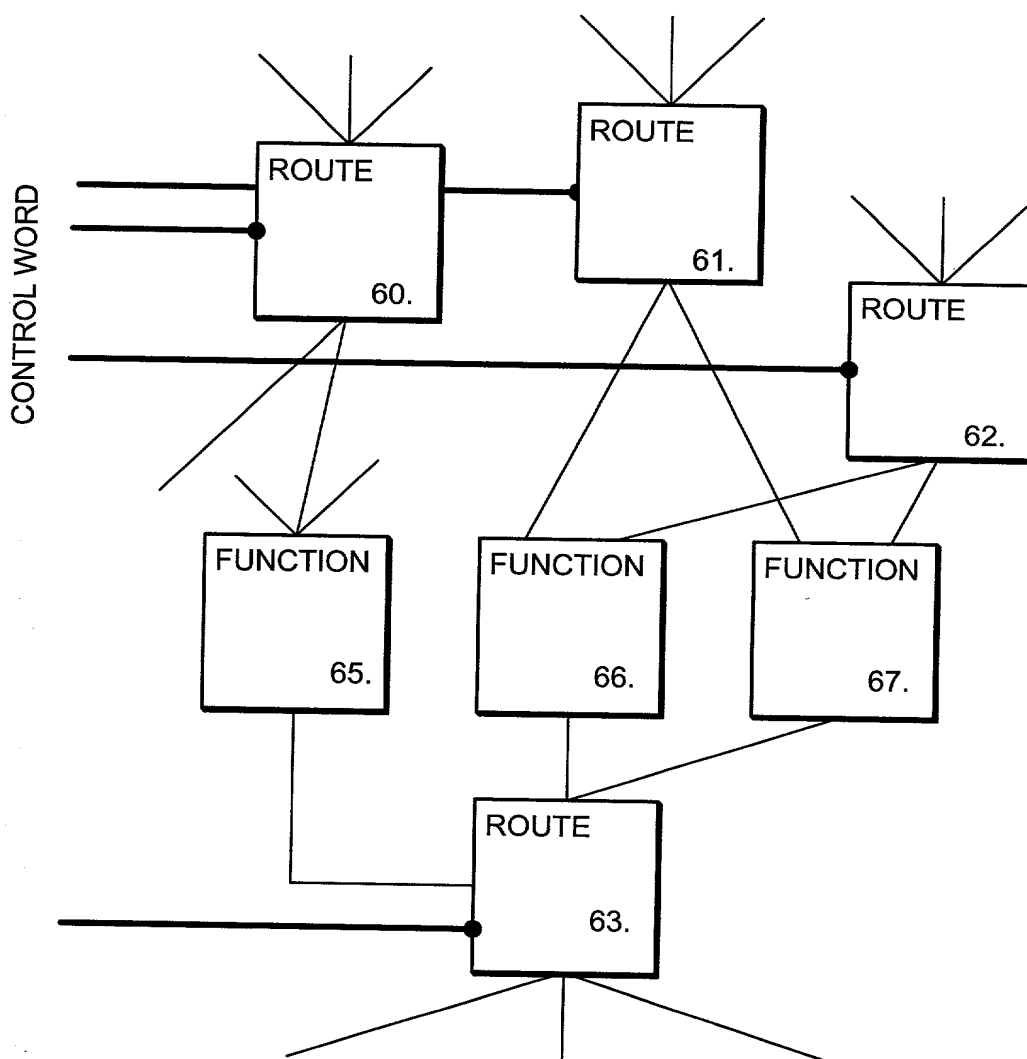 CONTROL WORD
ROUTE
60.
ROUTE
61.
ROUTE
62.
FUNCTION
65.
FUNCTION
66.
FUNCTION
67.
ROUTE
63.